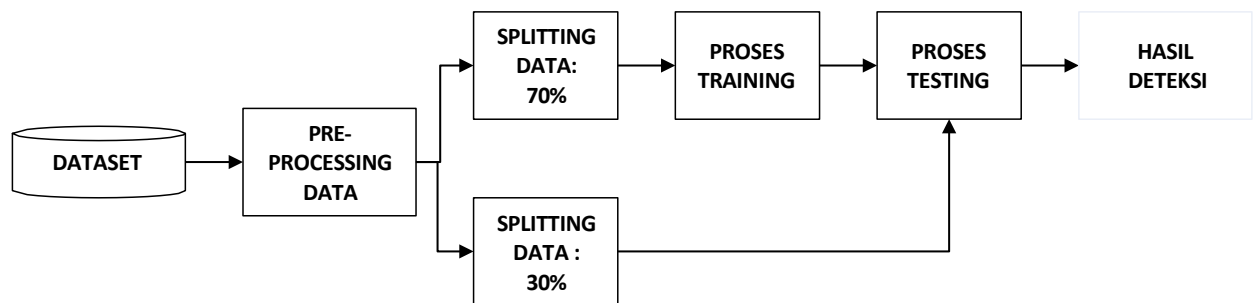 DATASET
PRE-
PROCESSING
DATA
SPLITTING
DATA:
70%
PROSES
TRAINING
PROSES
TESTING
HASIL
DETEKSI
SPLITTING
DATA :
30%